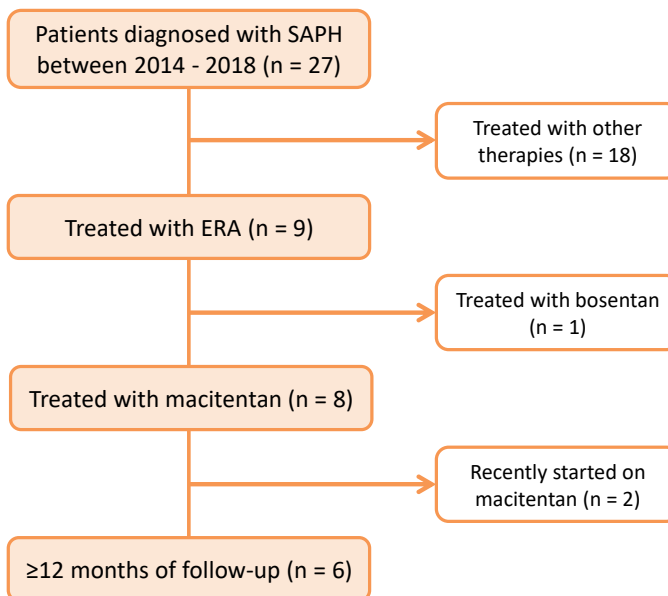 Patients diagnosed with SAPH
between 2014 - 2018 (n = 27)
Treated with other
therapies (n = 18)
Treated with ERA (n = 9)
Treated with bosentan
(n = 1)
Treated with macitentan (n = 8)
Recently started on
macitentan (n = 2)
≥12 months of follow-up (n = 6)